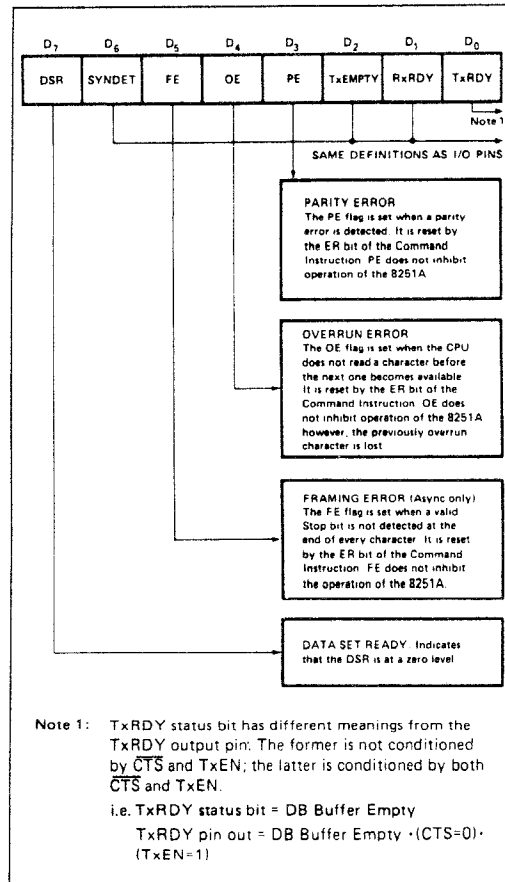 D7 D6 D5 D4 D3 D2 D1 D0
DSR SYNDET FE OE PE TxEMPTY RxRDY TxRDY
Note 1
SAME DEFINITIONS AS I/O PINS
PARITY ERROR
The PE flag is set when a parity
error is detected. It is reset by
the ER bit of the Command
Instruction. PE does not inhibit
operation of the 8251A.
OVERRUN ERROR
The OE flag is set when the CPU
does not read a character before
the next one becomes available
It is reset by the ER bit of the
Command Instruction. OE does
not inhibit operation of the 8251A
however, the previously overrun
character is lost
FRAMING ERROR (Async only)
The FE flag is set when a valid
Stop bit is not detected at the
end of every character. It is reset
by the ER bit of the Command
Instruction. FE does not inhibit
the operation of the 8251A.
DATA SET READY. Indicates
that the DSR is at a zero level
Note 1: TxRDY status bit has different meanings from the
TxRDY output pin. The former is not conditioned
by C̅T̅S̅ and TxEN; the latter is conditioned by both
C̅T̅S̅ and TxEN.
i.e. TxRDY status bit = DB Buffer Empty
TxRDY pin out = DB Buffer Empty ·(CTS=0)·
(TxEN=1)